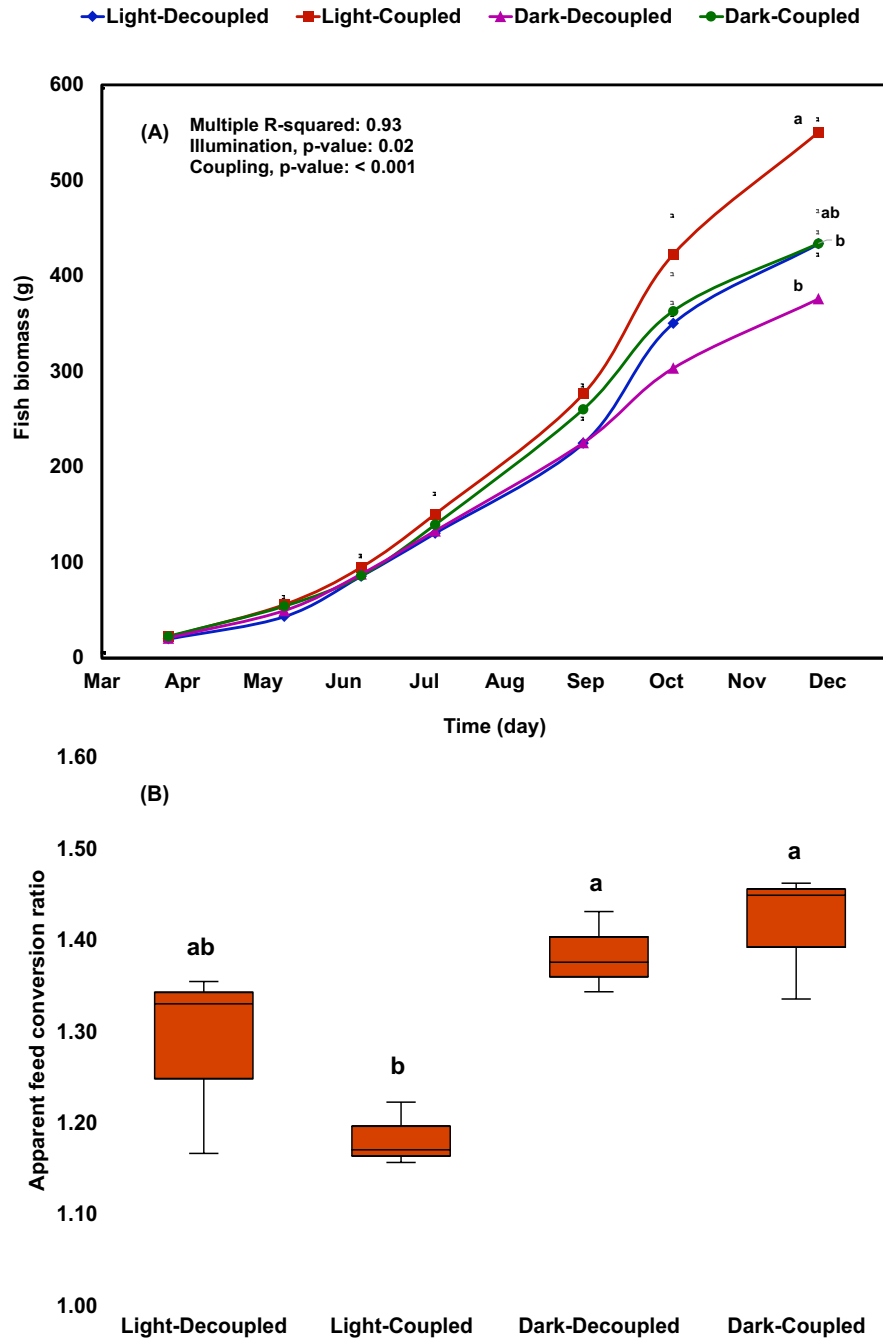 Light-Decoupled Light-Coupled Dark-Decoupled Dark-Coupled
600
(A)
Multiple R-squared: 0.93
Illumination, p-value: 0.02
Coupling, p-value: < 0.001
a
500
ab
b
400
b
300
200
100
0
Fish biomass (g)
Mar Apr May Jun Jul Aug Sep Oct Nov Dec
Time (day)
1.60
(B)
1.50
a
a
1.40
ab
1.30
b
1.20
1.10
1.00
Apparent feed conversion ratio
Light-Decoupled Light-Coupled Dark-Decoupled Dark-Coupled